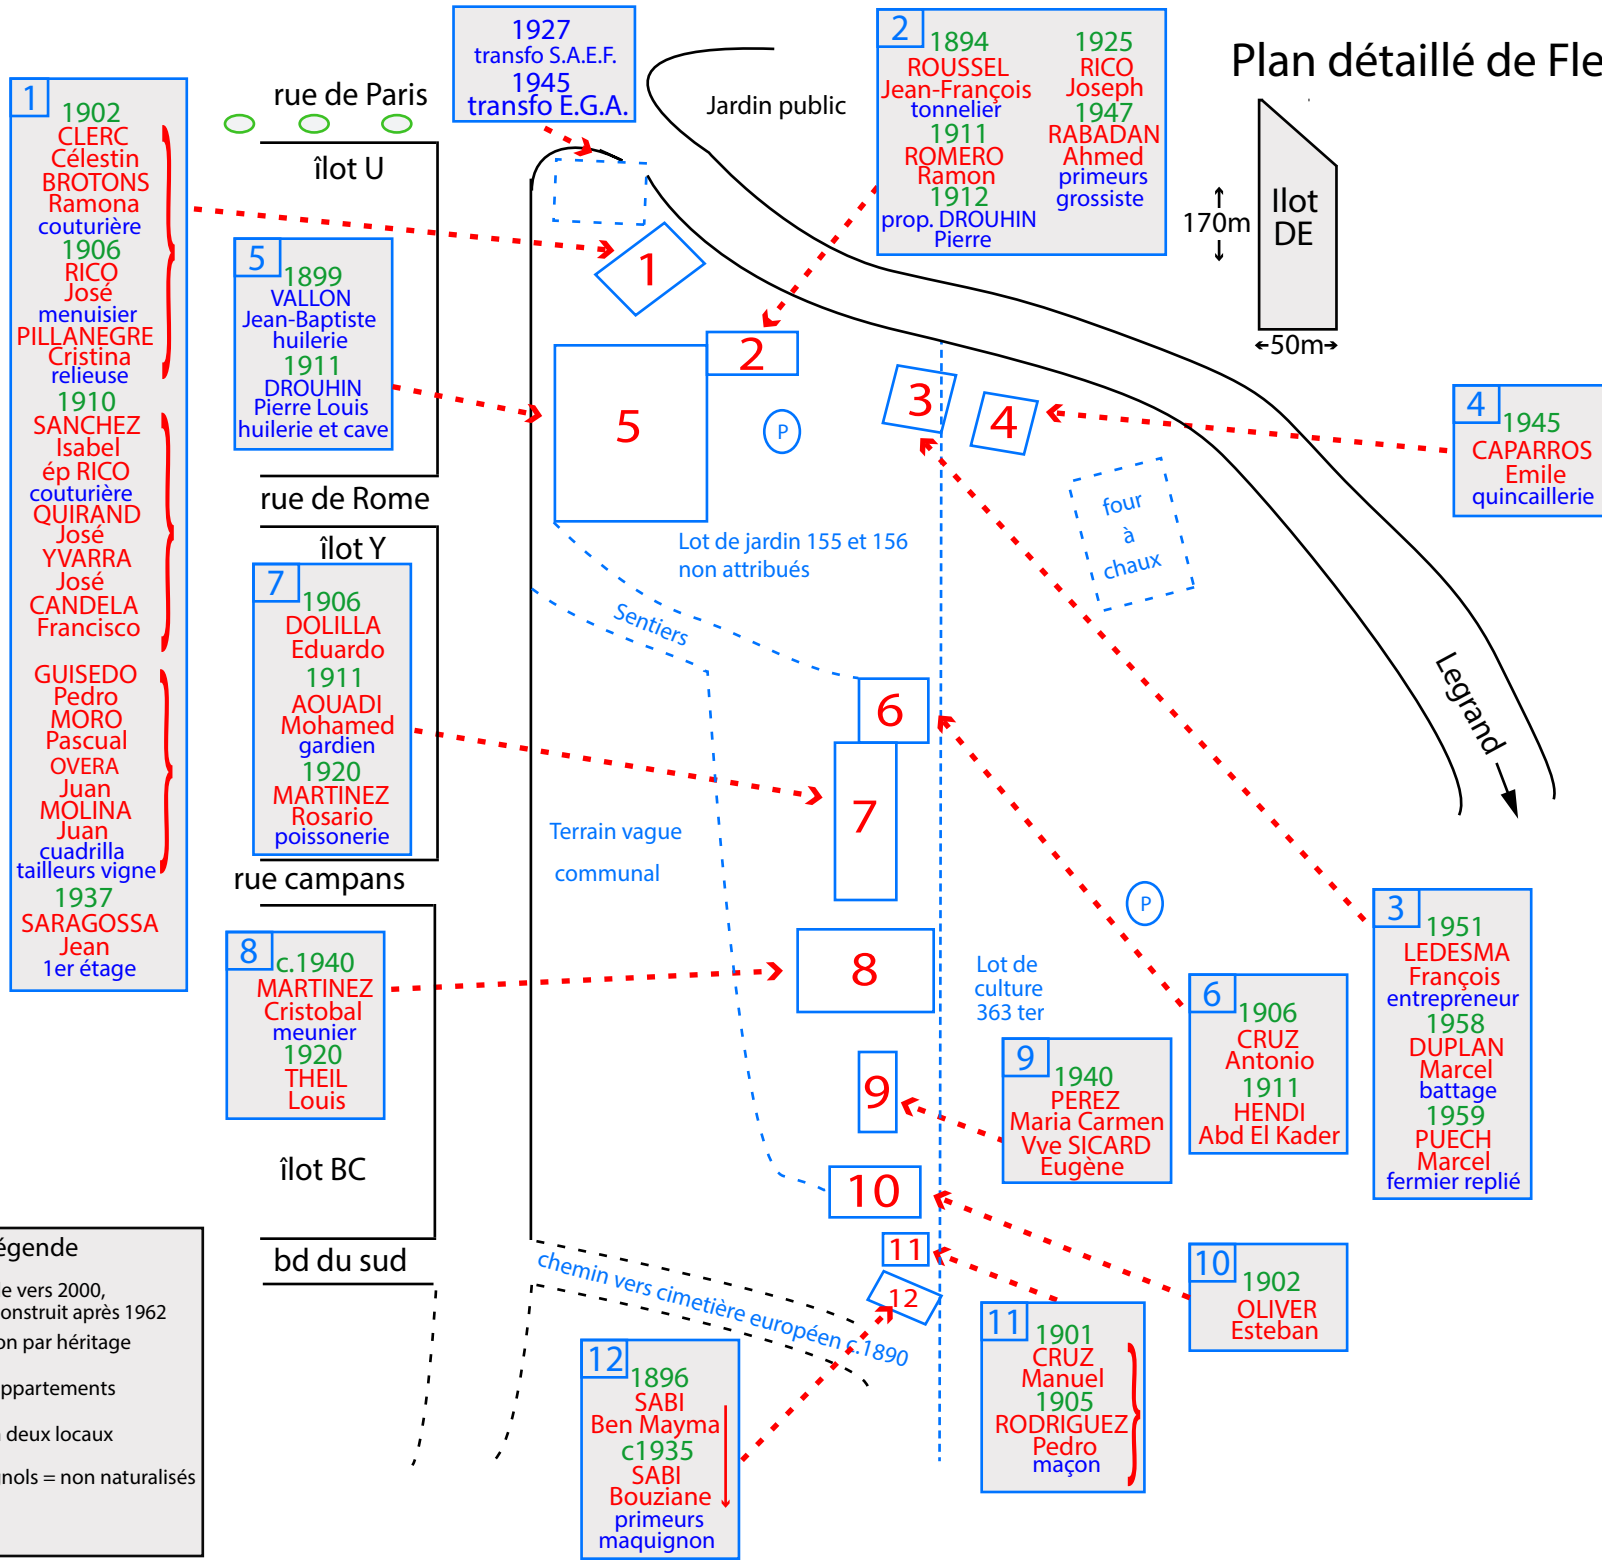 Plan détaillé de Fle
1
1902
CLERC
Célestin
BROTONS
Ramona
couturière
1906
RICO
José
menuisier
PILLANEGRE
Cristina
relieuse
1910
SANCHEZ
Isabel
ép RICO
couturière
QUIRAND
José
YVARRA
José
CANDELA
Francisco
GUISEDO
Pedro
MORO
Pascual
OVERA
Juan
MOLINA
Juan
cuadrilla
tailleurs vigne
1937
SARAGOSSA
Jean
1er étage
rue de Paris
îlot U
1927
transfo S.A.E.F.
1945
transfo E.G.A.
Jardin public
2
1894
ROUSSEL
Jean-François
tonnelier
1911
ROMERO
Ramon
1912
prop. DROUHIN
Pierre
1925
RICO
Joseph
1947
RABADAN
Ahmed
primeurs
grossiste
170m
Ilot
DE
50m
5
1899
VALLON
Jean-Baptiste
huilerie
1911
DROUHIN
Pierre Louis
huilerie et cave
1
2
3
4
5
P
4
1945
CAPARROS
Emile
quincaillerie
rue de Rome
îlot Y
four
à
chaux
Lot de jardin 155 et 156
non attribués
Sentiers
7
1906
DOLILLA
Eduardo
1911
AOUADI
Mohamed
gardien
1920
MARTINEZ
Rosario
poissonerie
6
7
Legrand
Terrain vague
communal
rue campans
P
8
c.1940
MARTINEZ
Cristobal
meunier
1920
THEIL
Louis
8
Lot de
culture
363 ter
3
1951
LEDESMA
François
entrepreneur
1958
DUPLAN
Marcel
battage
1959
PUECH
Marcel
fermier replié
6
1906
CRUZ
Antonio
1911
HENDI
Abd El Kader
9
9
1940
PEREZ
Maria Carmen
Vve SICARD
Eugène
îlot BC
10
11
12
bd du sud
chemin vers cimetière européen c.1890
10
1902
OLIVER
Esteban
11
1901
CRUZ
Manuel
1905
RODRIGUEZ
Pedro
maçon
12
1896
SABI
Ben Mayma
c1935
SABI
Bouziane
primeurs
maquignon
égende
le vers 2000,
construit après 1962
on par héritage
appartements
deux locaux
gnols = non naturalisés